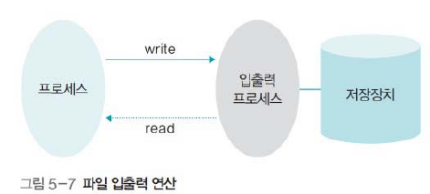 write
프로세스
입출력
프로세스
저장장치
read
그림 5-7 파일 입출력 연산